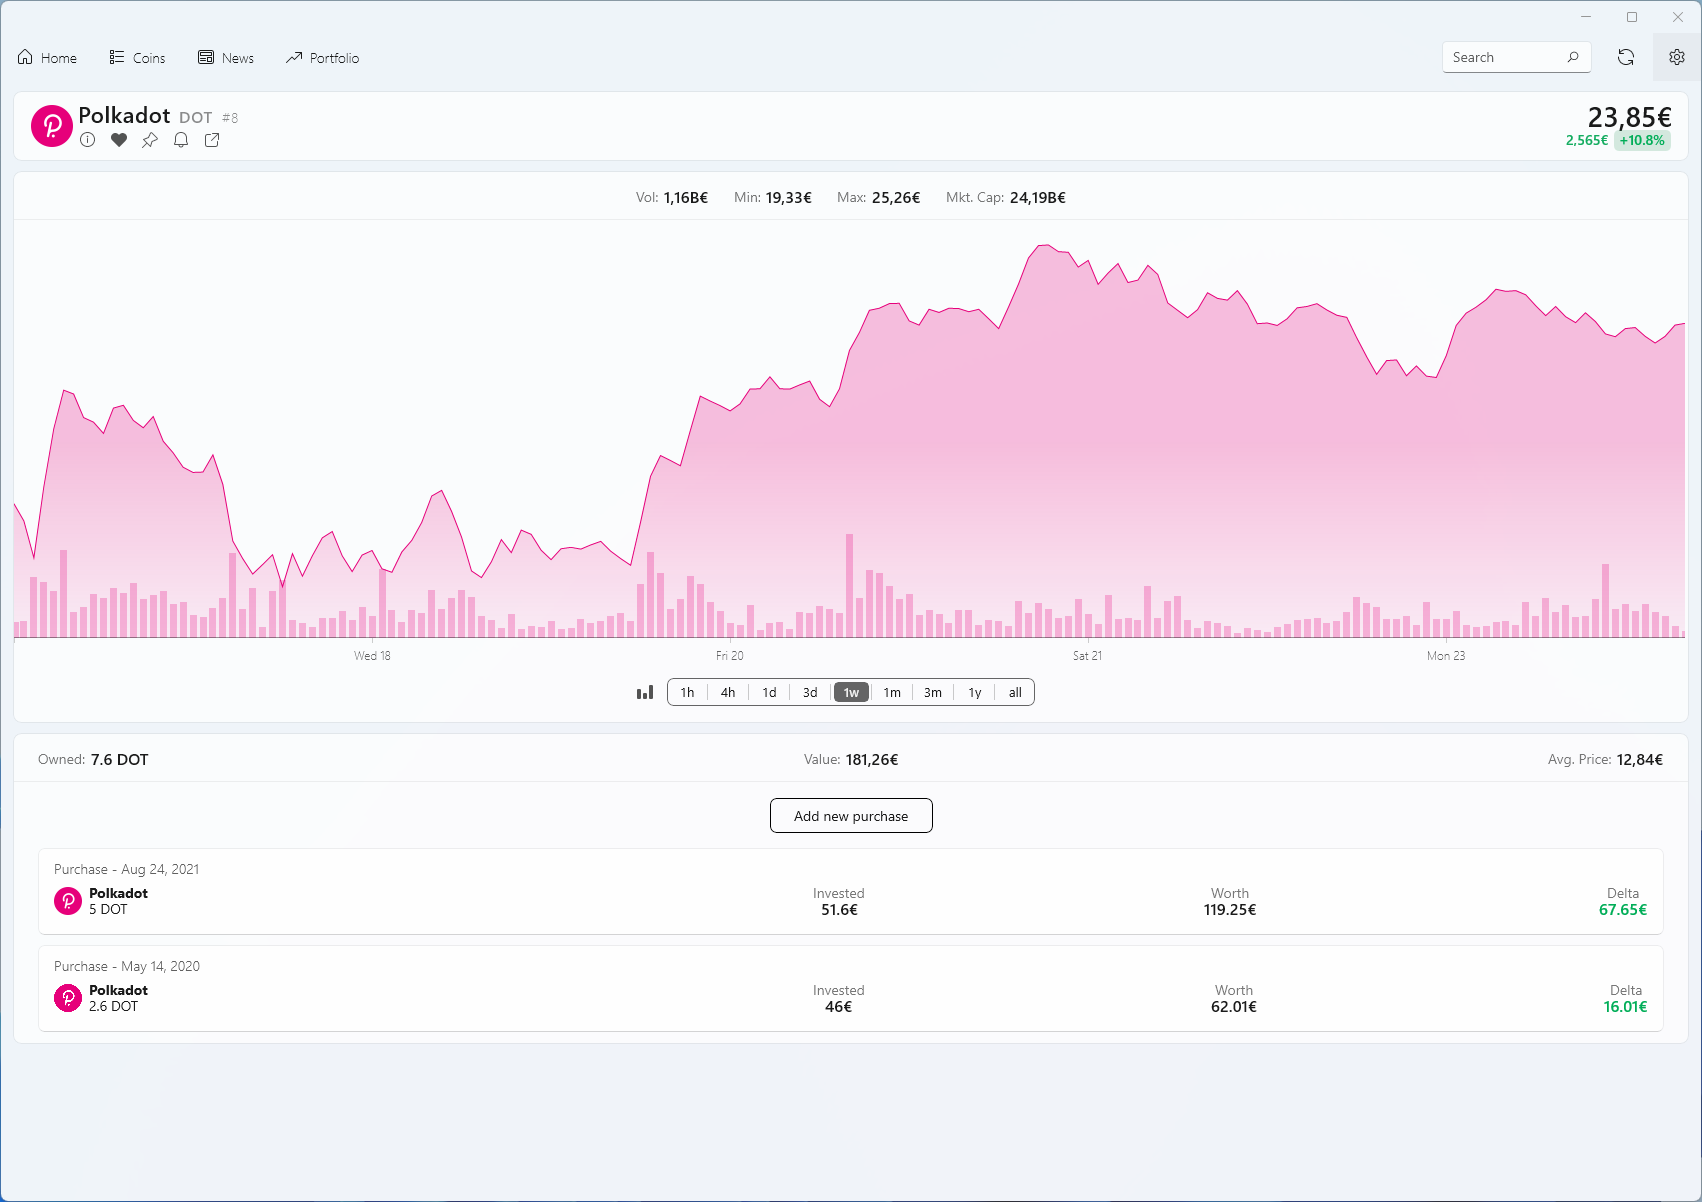 Home Coins News Portfolio Search
Polkadot DOT #8
23,85€
2,565€ +10.8%
Vol: 1,16B€ Min: 19,33€ Max: 25,26€ Mkt. Cap: 24,19B€
Wed 18 Fri 20 Sat 21 Mon 23
1h 4h 1d 3d 1w 1m 3m 1y all
Owned: 7.6 DOT Value: 181,26€ Avg. Price: 12,84€
Add new purchase
Purchase - Aug 24, 2021
Polkadot Invested Worth Delta
5 DOT 51.6€ 119.25€ 67.65€
Purchase - May 14, 2020
Polkadot Invested Worth Delta
2.6 DOT 46€ 62.01€ 16.01€